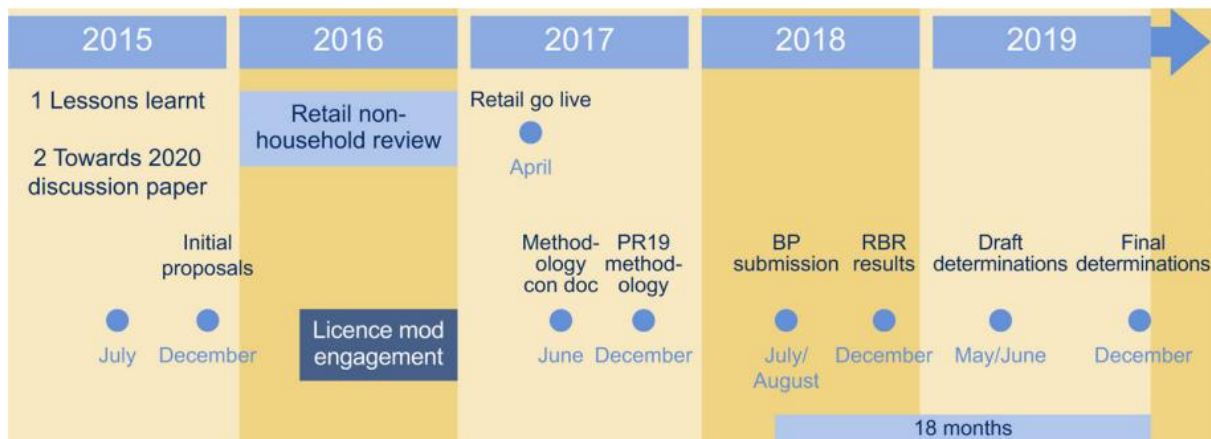 2015
2016
2017
2018
2019
1 Lessons learnt
2 Towards 2020
discussion paper
Retail non-
household review
Retail go live
April
Initial
proposals
July
December
Licence mod
engagement
Method-
ology
con doc
June
PR19
method-
ology
December
BP
submission
July/
August
RBR
results
December
Draft
determinations
May/June
Final
determinations
December
18 months